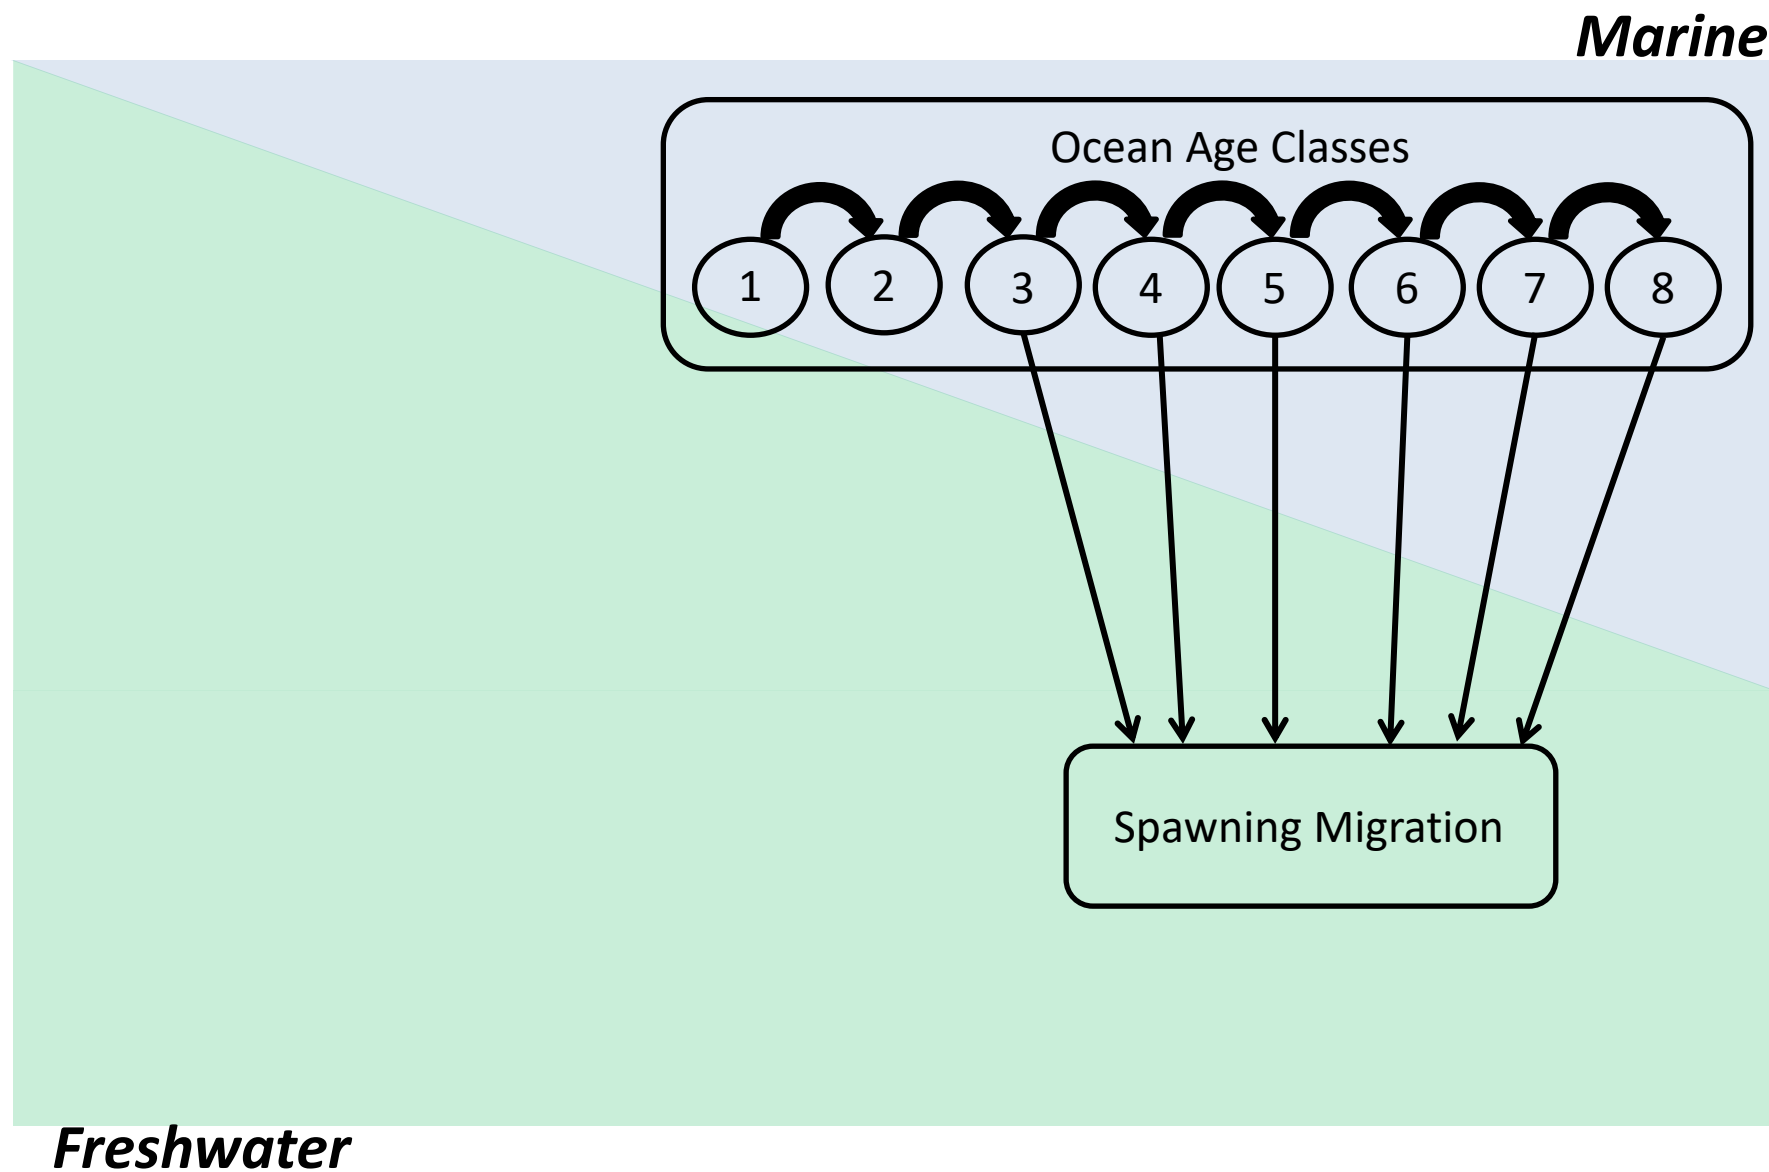 Marine
Ocean Age Classes
1 2 3 4 5 6 7 8
Spawning Migration
Freshwater